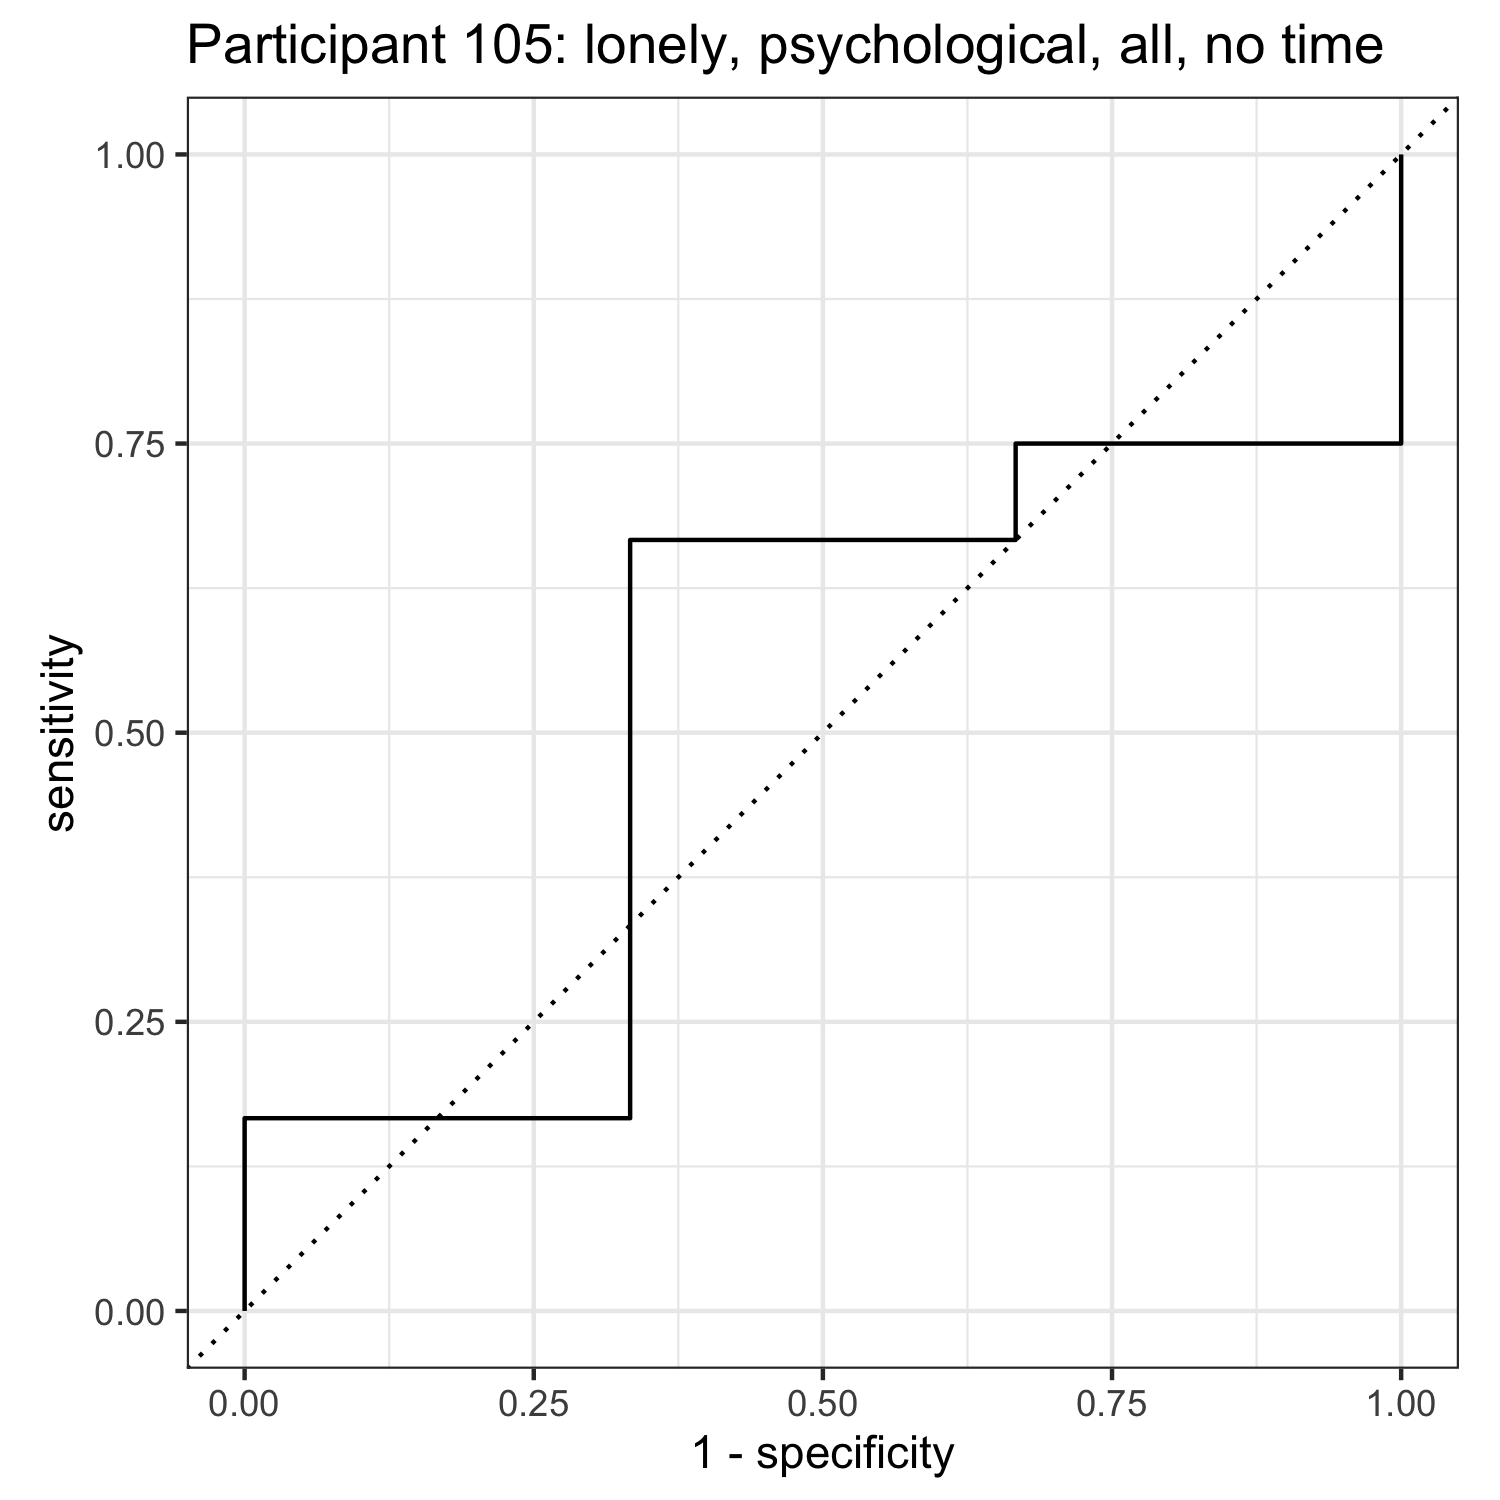 Participant 105: lonely, psychological, all, no time
sensitivity
1.00
0.75
0.50
0.25
0.00
0.00 0.25 0.50 0.75 1.00
1 - specificity